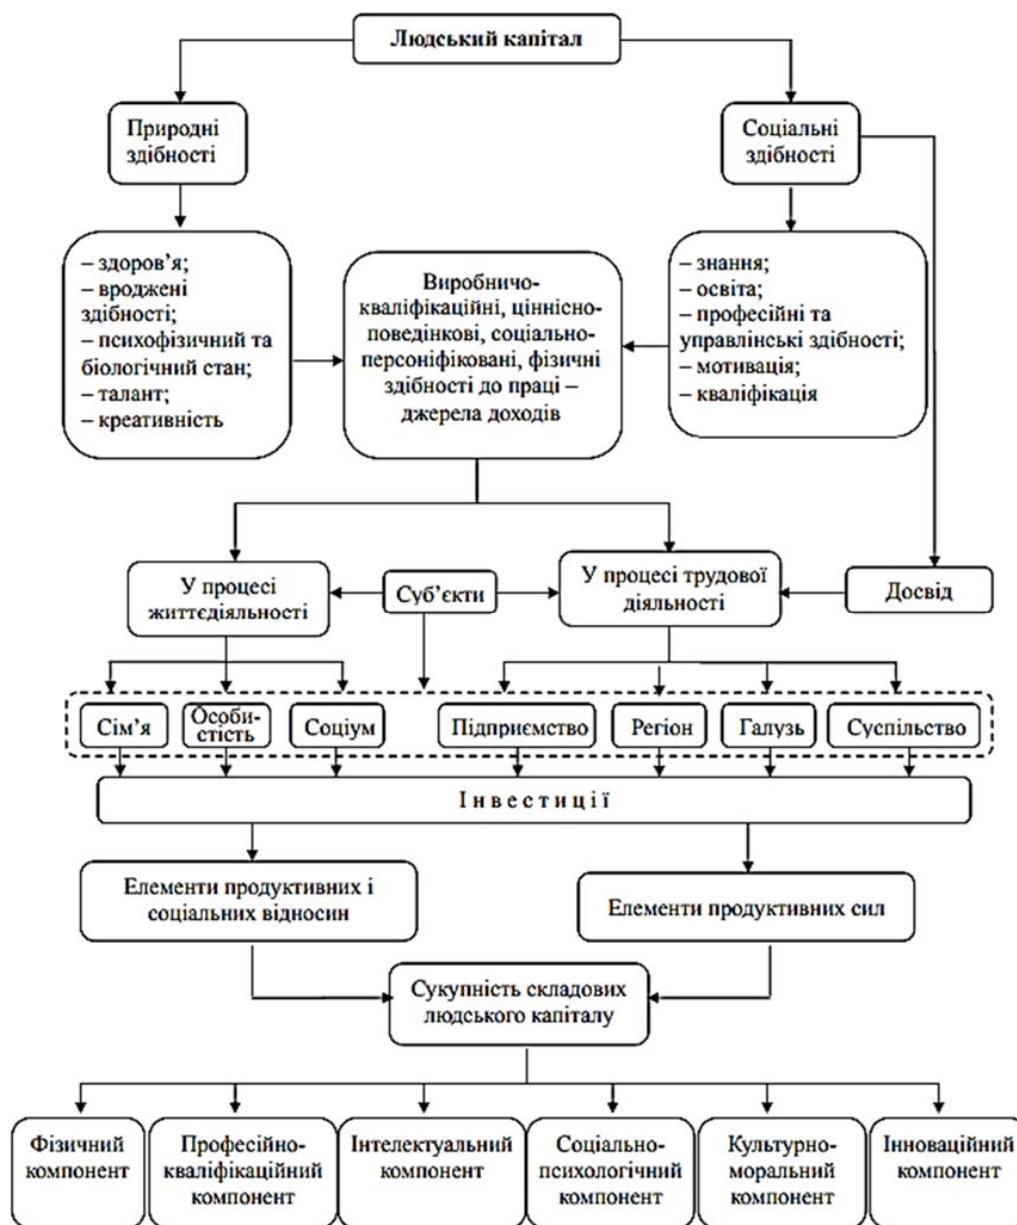 Людський капітал
Природні
здібності
Соціальні
здібності
– здоров’я;
– вроджені
здібності;
– психофізичний та
біологічний стан;
– талант;
– креативність
Виробничо-
кваліфікаційні, ціннісно-
поведінкові, соціально-
персоніфіковані, фізичні
здібності до праці –
джерела доходів
– знання;
– освіта;
– професійні та
управлінські здібності;
– мотивація;
– кваліфікація
У процесі
життєдіяльності
Суб’єкти
У процесі трудової
діяльності
Досвід
Сім’я
Особи-
стість
Соціум
Підприємство
Регіон
Галузь
Суспільство
Інвестиції
Елементи продуктивних і
соціальних відносин
Елементи продуктивних сил
Сукупність складових
людського капіталу
Фізичний
компонент
Професійно-
кваліфікаційний
компонент
Інтелектуальний
компонент
Соціально-
психологічний
компонент
Культурно-
моральний
компонент
Інноваційний
компонент